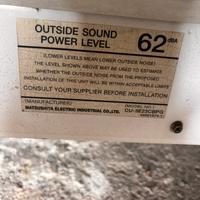 OUTSIDE SOUND
POWER LEVEL 62 dBA
(LOWER LEVELS MEAN LOWER OUTSIDE NOISE)
THE LEVEL SHOWN ABOVE MAY BE USED TO ESTIMATE
WHETHER THE OUTSIDE NOISE FROM THE PROPOSED
INSTALLATION OF THIS UNIT WILL BE WITHIN ACCEPTABLE LIMITS
CONSULT YOUR SUPPLIER BEFORE INSTALLATION
(MANUFACTURER) (MODEL NO.)
MATSUSHITA ELECTRIC INDUSTRIAL CO.,LTD.